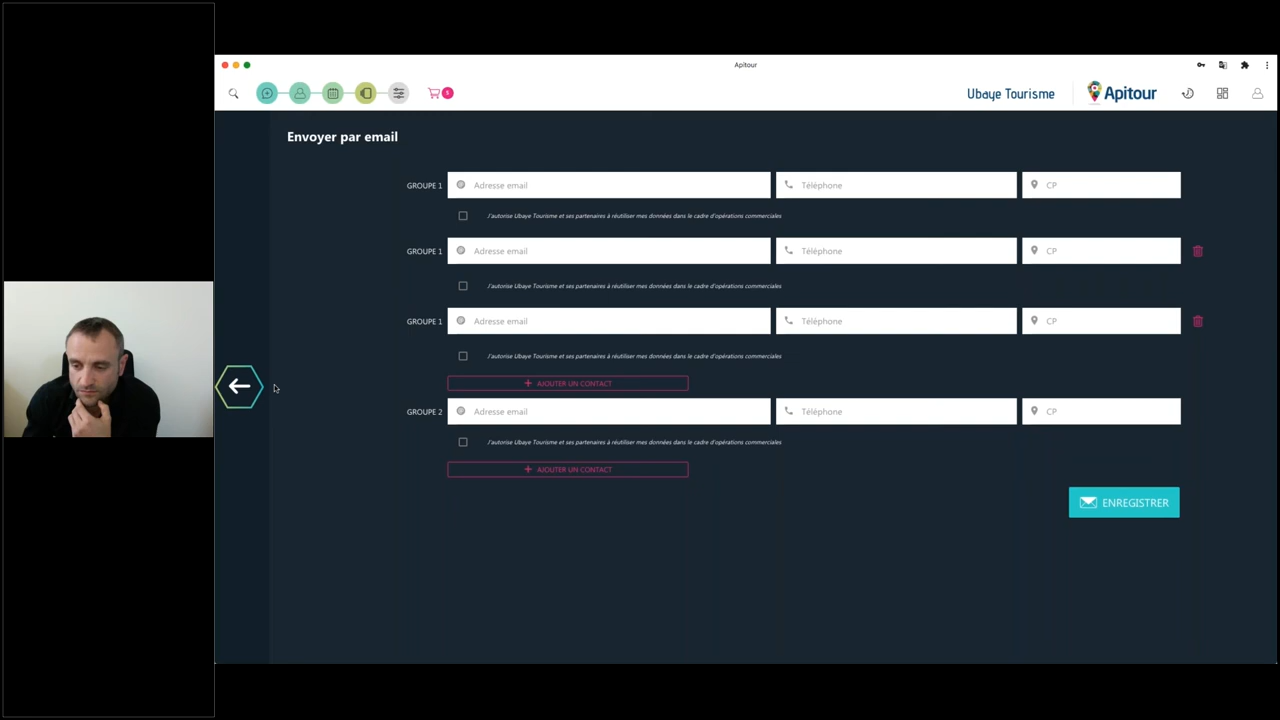 Apitour
5
Ubaye Tourisme
Apitour
Envoyer par email
GROUPE 1
Adresse email
Téléphone
CP
J'autorise Ubaye Tourisme et ses partenaires à réutiliser mes données dans le cadre d'opérations commerciales
GROUPE 1
Adresse email
Téléphone
CP
J'autorise Ubaye Tourisme et ses partenaires à réutiliser mes données dans le cadre d'opérations commerciales
GROUPE 1
Adresse email
Téléphone
CP
J'autorise Ubaye Tourisme et ses partenaires à réutiliser mes données dans le cadre d'opérations commerciales
+ AJOUTER UN CONTACT
GROUPE 2
Adresse email
Téléphone
CP
J'autorise Ubaye Tourisme et ses partenaires à réutiliser mes données dans le cadre d'opérations commerciales
+ AJOUTER UN CONTACT
ENREGISTRER